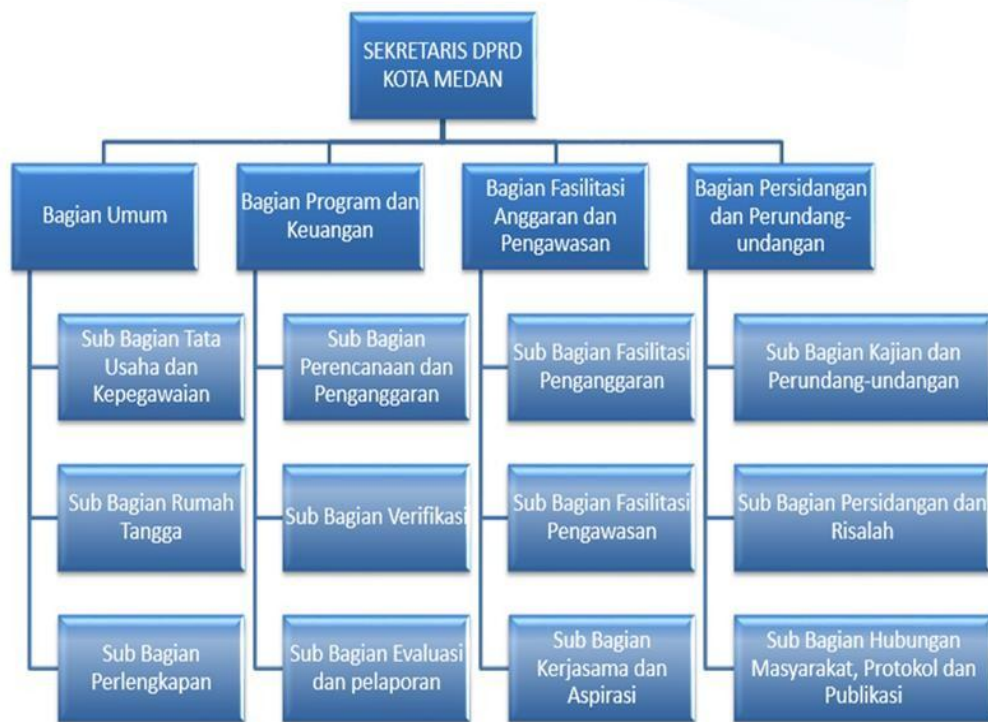 SEKRETARIS DPRD
KOTA MEDAN
Bagian Umum
Bagian Program dan
Keuangan
Bagian Fasilitasi
Anggaran dan
Pengawasan
Bagian Persidangan
dan Perundang-
undangan
Sub Bagian Tata
Usaha dan
Kepegawaian
Sub Bagian
Perencanaan dan
Penganggaran
Sub Bagian Fasilitasi
Penganggaran
Sub Bagian Kajian dan
Perundang-undangan
Sub Bagian Rumah
Tangga
Sub Bagian Verifikasi
Sub Bagian Fasilitasi
Pengawasan
Sub Bagian Persidangan dan
Risalah
Sub Bagian
Perlengkapan
Sub Bagian Evaluasi
dan pelaporan
Sub Bagian
Kerjasama dan
Aspirasi
Sub Bagian Hubungan
Masyarakat, Protokol dan
Publikasi